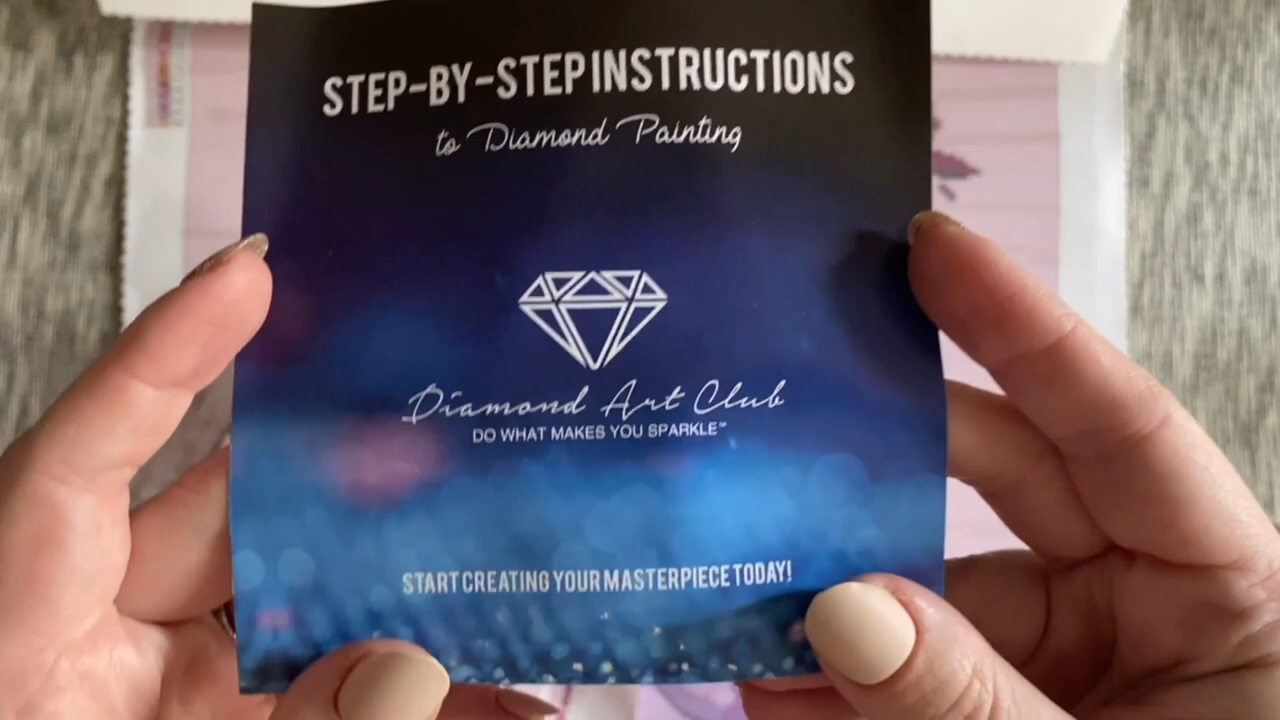 STEP-BY-STEP INSTRUCTIONS
to Diamond Painting
Diamond Art Club
DO WHAT MAKES YOU SPARKLE™
START CREATING YOUR MASTERPIECE TODAY!